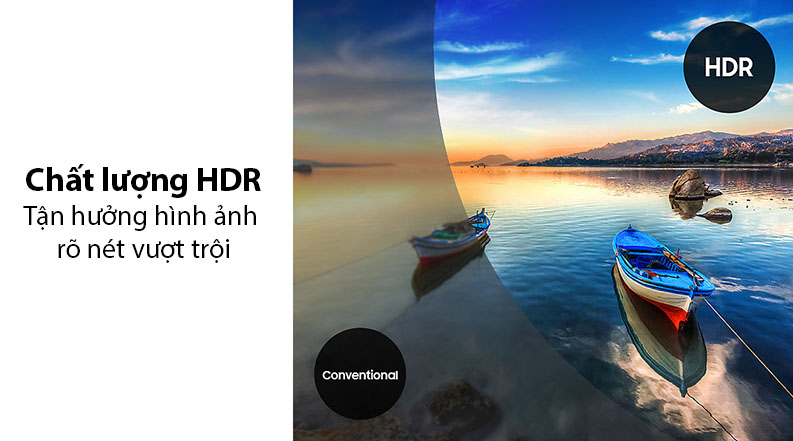 Chất lượng HDR
Tận hưởng hình ảnh
rõ nét vượt trội
HDR
Conventional